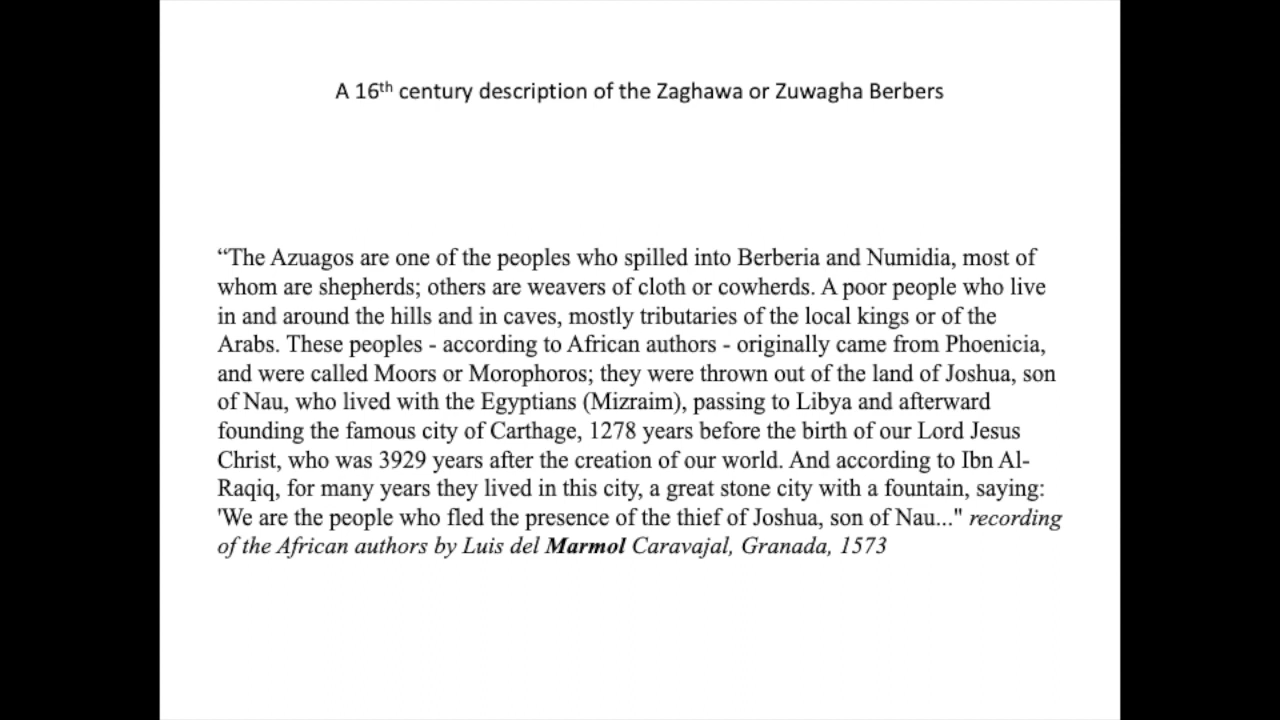 A 16th century description of the Zaghawa or Zuwagha Berbers
“The Azuagos are one of the peoples who spilled into Berberia and Numidia, most of
whom are shepherds; others are weavers of cloth or cowherds. A poor people who live
in and around the hills and in caves, mostly tributaries of the local kings or of the
Arabs. These peoples - according to African authors - originally came from Phoenicia,
and were called Moors or Morophoros; they were thrown out of the land of Joshua, son
of Nau, who lived with the Egyptians (Mizraim), passing to Libya and afterward
founding the famous city of Carthage, 1278 years before the birth of our Lord Jesus
Christ, who was 3929 years after the creation of our world. And according to Ibn Al-
Raqiq, for many years they lived in this city, a great stone city with a fountain, saying:
'We are the people who fled the presence of the thief of Joshua, son of Nau..." recording
of the African authors by Luis del Marmol Caravajal, Granada, 1573